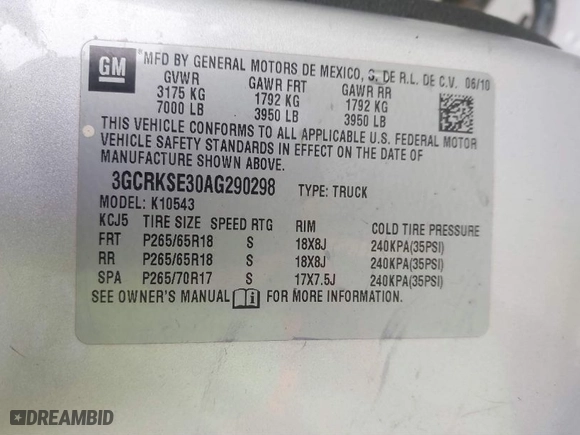 GM
MFD BY GENERAL MOTORS DE MEXICO, S. DE R.L. DE C.V. 06/10
GVWR GAWR FRT GAWR RR
3175 KG 1792 KG 1792 KG
7000 LB 3950 LB 3950 LB
THIS VEHICLE CONFORMS TO ALL APPLICABLE U.S. FEDERAL MOTOR
VEHICLE SAFETY STANDARDS IN EFFECT ON THE DATE OF
MANUFACTURE SHOWN ABOVE.
3GCRKSE30AG290298 TYPE: TRUCK
MODEL: K10543
KCJ5 TIRE SIZE SPEED RTG RIM COLD TIRE PRESSURE
FRT P265/65R18 S 18X8J 240KPA(35PSI)
RR P265/65R18 S 18X8J 240KPA(35PSI)
SPA P265/70R17 S 17X7.5J 240KPA(35PSI)
SEE OWNER'S MANUAL FOR MORE INFORMATION.
DREAMBID